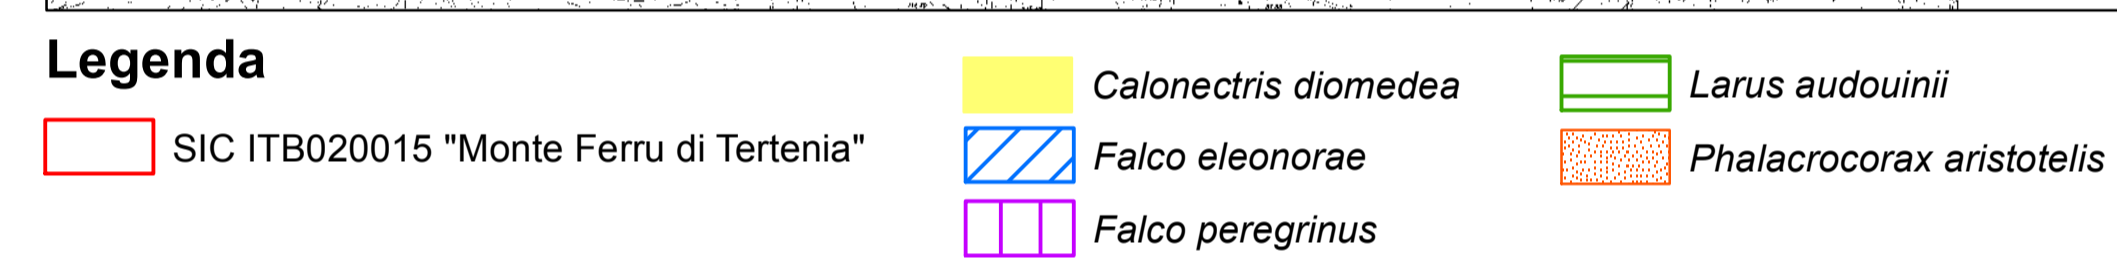 Legenda
SIC ITB020015 "Monte Ferru di Tertenia"
Calonectris diomedea
Falco eleonorae
Falco peregrinus
Larus audouinii
Phalacrocorax aristotelis